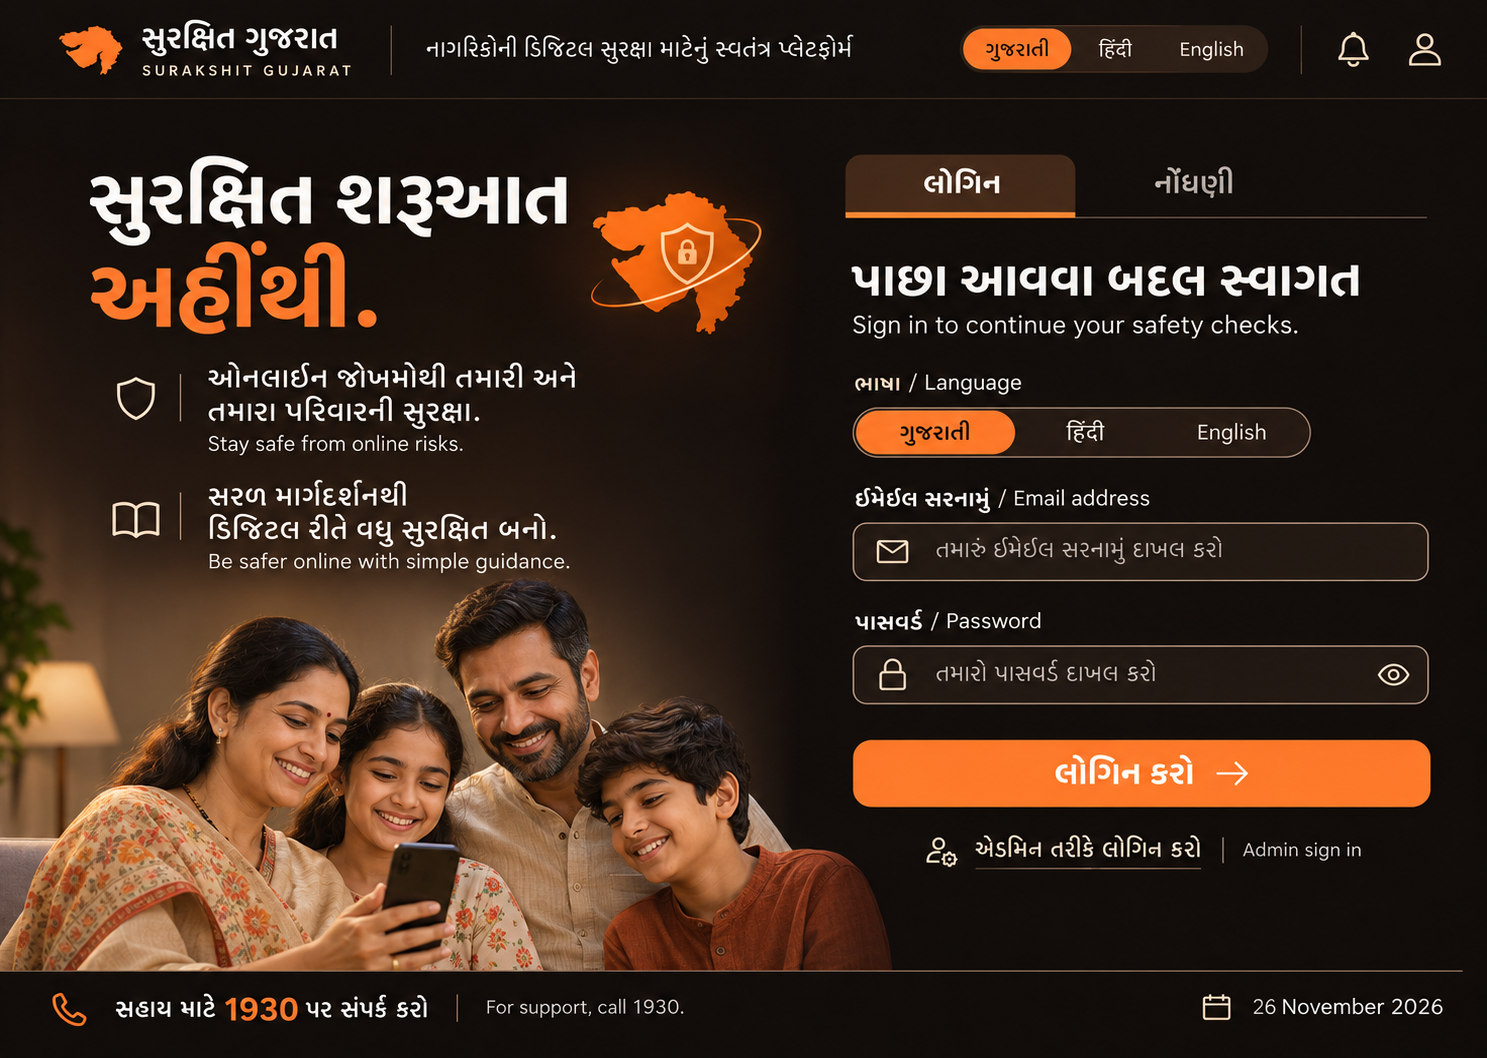 સુરક્ષિત ગુજરાત
SURAKSHIT GUJARAT
નાગરિકોની ડિજિટલ સુરક્ષા માટેનું સ્વતંત્ર પ્લેટફોર્મ
ગુજરાતી हिंदी English
સુરક્ષિત શરૂઆત
અહીંથી.
ઓનલાઈન જોખમોથી તમારી અને
તમારા પરિવારની સુરક્ષા.
Stay safe from online risks.
સરળ માર્ગદર્શનથી
ડિજિટલ રીતે વધુ સુરક્ષિત બનો.
Be safer online with simple guidance.
લોગિન નોંધણી
પાછા આવવા બદલ સ્વાગત
Sign in to continue your safety checks.
ભાષા / Language
ગુજરાતી हिंदी English
ઈમેઈલ સરનામું / Email address
તમારું ઈમેઈલ સરનામું દાખલ કરો
પાસવર્ડ / Password
તમારો પાસવર્ડ દાખલ કરો
લોગિન કરો →
એડમિન તરીકે લોગિન કરો | Admin sign in
સહાય માટે 1930 પર સંપર્ક કરો | For support, call 1930.
26 November 2026